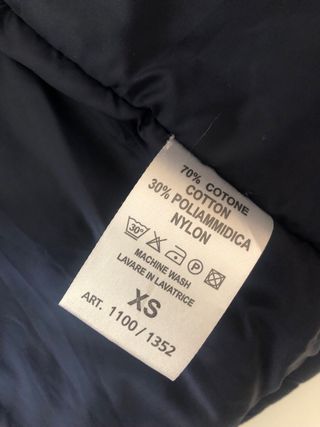 70% COTONE
COTTON
30% POLIAMMIDICA
NYLON
30°
P
MACHINE WASH
LAVARE IN LAVATRICE
XS
ART. 1100/1352